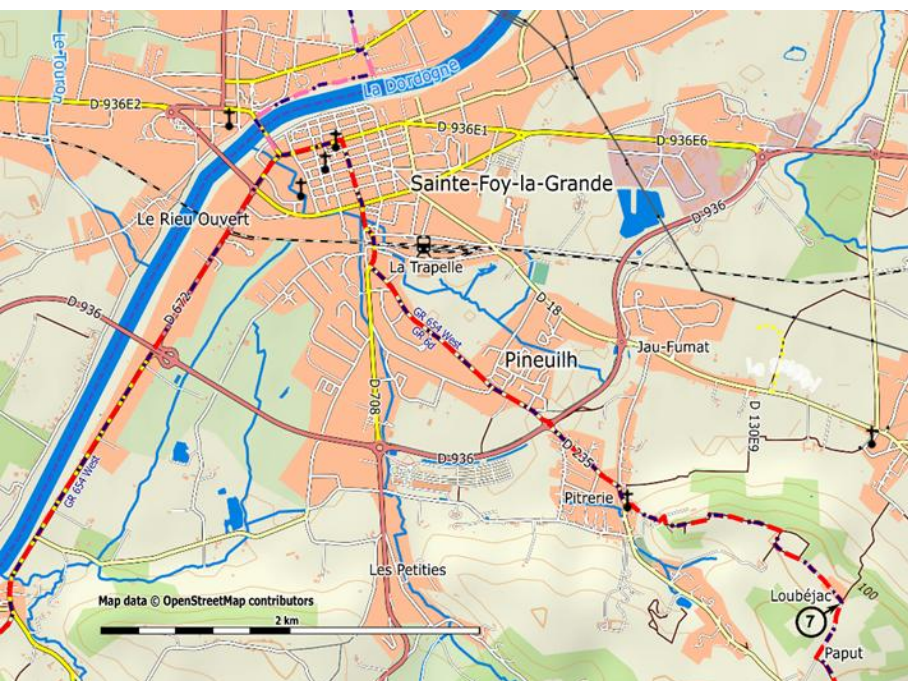 Le Touron
La Dordogne
D 936E2
D 936E1
D 936E6
Sainte-Foy-la-Grande
D 936
Le Rieu Ouvert
La Trapelle
D 672
D 936
D-18
GR 654 West
GR 6d
Jau-Fumat
Pineuilh
D 708
D 130E9
D 936
D-235
GR 654 West
Pitrerie
Les Petities
Map data © OpenStreetMap contributors
2 km
Loubéjac
100
7
Paput